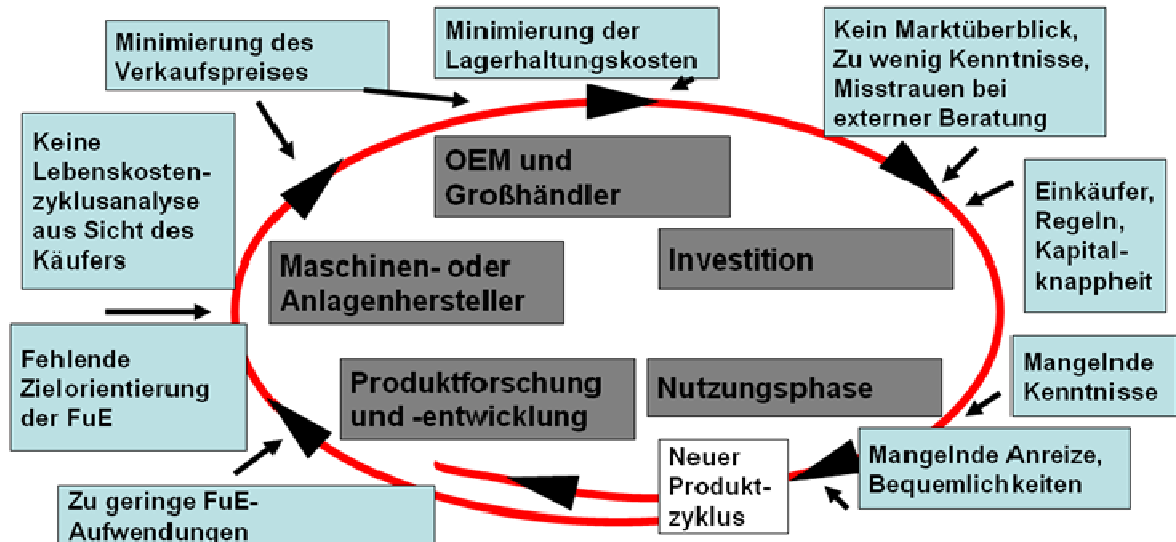 Minimierung des
Verkaufspreises
Minimierung der
Lagerhaltungskosten
Kein Marktüberblick,
Zu wenig Kenntnisse,
Misstrauen bei
externer Beratung
Keine
Lebenskosten-
zyklusanalyse
aus Sicht des
Käufers
OEM und
Großhändler
Einkäufer,
Regeln,
Kapital-
knappheit
Maschinen- oder
Anlagenhersteller
Investition
Fehlende
Zielorientierung
der FuE
Produktforschung
und -entwicklung
Nutzungsphase
Mangelnde
Kenntnisse
Neuer
Produkt-
zyklus
Mangelnde Anreize,
Bequemlichkeiten
Zu geringe FuE-
Aufwendungen